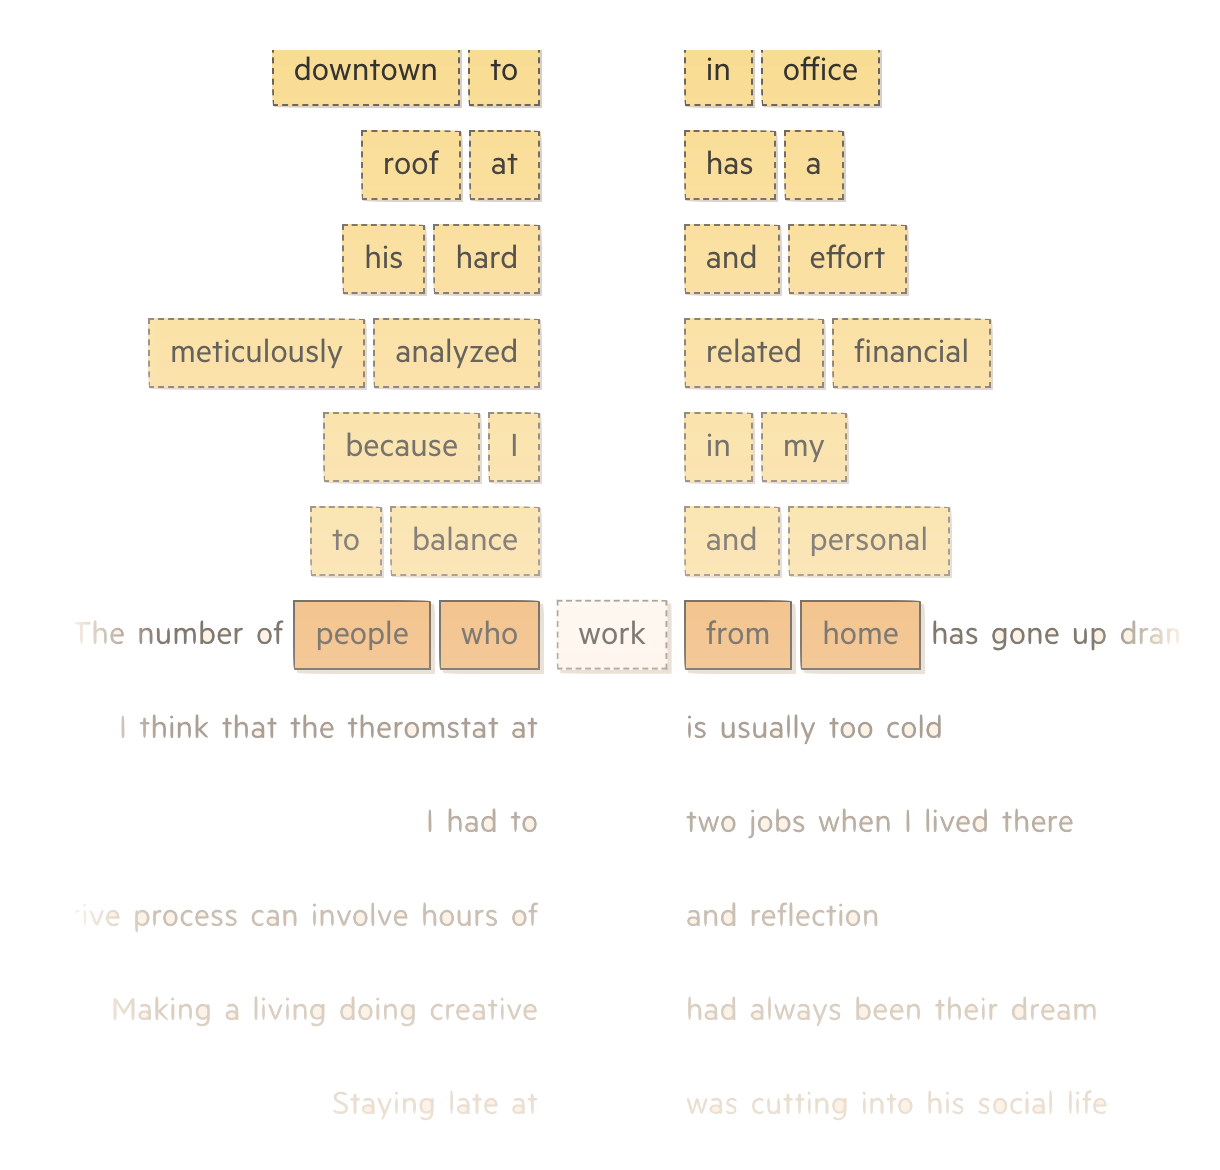 downtown to in office
roof at has a
his hard and effort
meticulously analyzed related financial
because I in my
to balance and personal
The number of people who work from home has gone up dran
I think that the theromstat at is usually too cold
I had to two jobs when I lived there
ive process can involve hours of and reflection
Making a living doing creative had always been their dream
Staying late at was cutting into his social life